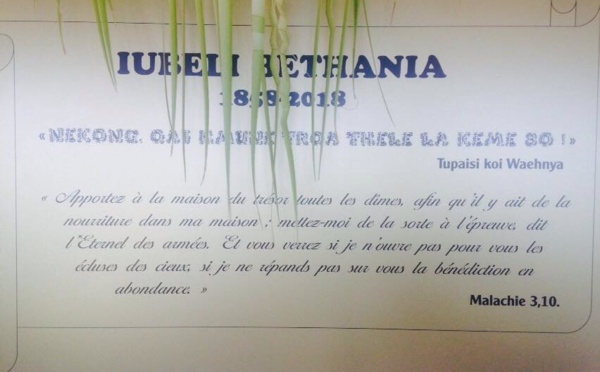 IUBELI BETHANIA
1858-2018
« NEKONG, QAI TROA THELE LA KEME SO ! »
Tupaisi koi Waehnya
« Apportez à la maison du trésor toutes les dîmes, afin qu'il y ait de la
nourriture dans ma maison ; mettez-moi de la sorte à l'épreuve, dit
l'Eternel des armées. Et vous verrez si je n'ouvre pas pour vous les
écluses des cieux, si je ne répands pas sur vous la bénédiction en
abondance. »
Malachie 3,10.